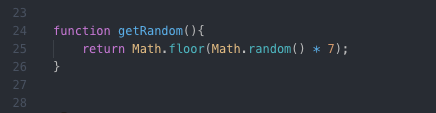 23
24 function getRandom(){
25 return Math.floor(Math.random() * 7);
26 }
27
28